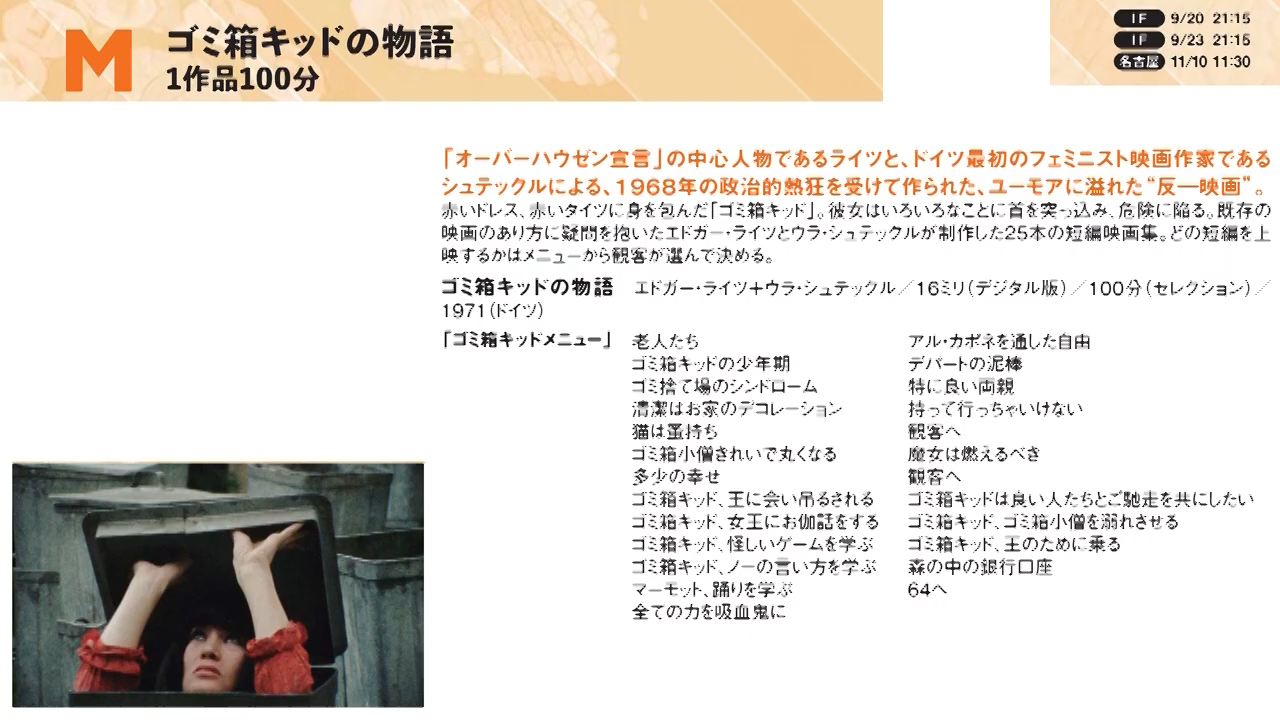 M
ゴミ箱キッドの物語
1作品100分
IF 9/20 21:15
IF 9/23 21:15
名古屋 11/10 11:30
「オーバーハウゼン宣言」の中心人物であるライツと、ドイツ最初のフェミニスト映画作家である
シュテックルによる、1968年の政治的熱狂を受けて作られた、ユーモアに溢れた“反―映画”。
赤いドレス、赤いタイツに身を包んだ「ゴミ箱キッド」。彼女はいろいろなことに首を突っ込み、危険に陥る。既存の
映画のあり方に疑問を抱いたエドガー・ライツとウラ・シュテックルが制作した25本の短編映画集。どの短編を上
映するかはメニューから観客が選んで決める。
ゴミ箱キッドの物語 エドガー・ライツ+ウラ・シュテックル/16ミリ(デジタル版)/100分(セレクション)/
1971(ドイツ)
「ゴミ箱キッドメニュー」
老人たち
ゴミ箱キッドの少年期
ゴミ捨て場のシンドローム
清潔はお家のデコレーション
猫は蚤持ち
ゴミ箱小僧きれいで丸くなる
多少の幸せ
ゴミ箱キッド、王に会い吊るされる
ゴミ箱キッド、女王にお伽話をする
ゴミ箱キッド、怪しいゲームを学ぶ
ゴミ箱キッド、ノーの言い方を学ぶ
マーモット、踊りを学ぶ
全ての力を吸血鬼に
アル・カポネを通した自由
デパートの泥棒
特に良い両親
持って行っちゃいけない
観客へ
魔女は燃えるべき
観客へ
ゴミ箱キッドは良い人たちとご馳走を共にしたい
ゴミ箱キッド、ゴミ箱小僧を溺れさせる
ゴミ箱キッド、王のために乗る
森の中の銀行口座
64へ